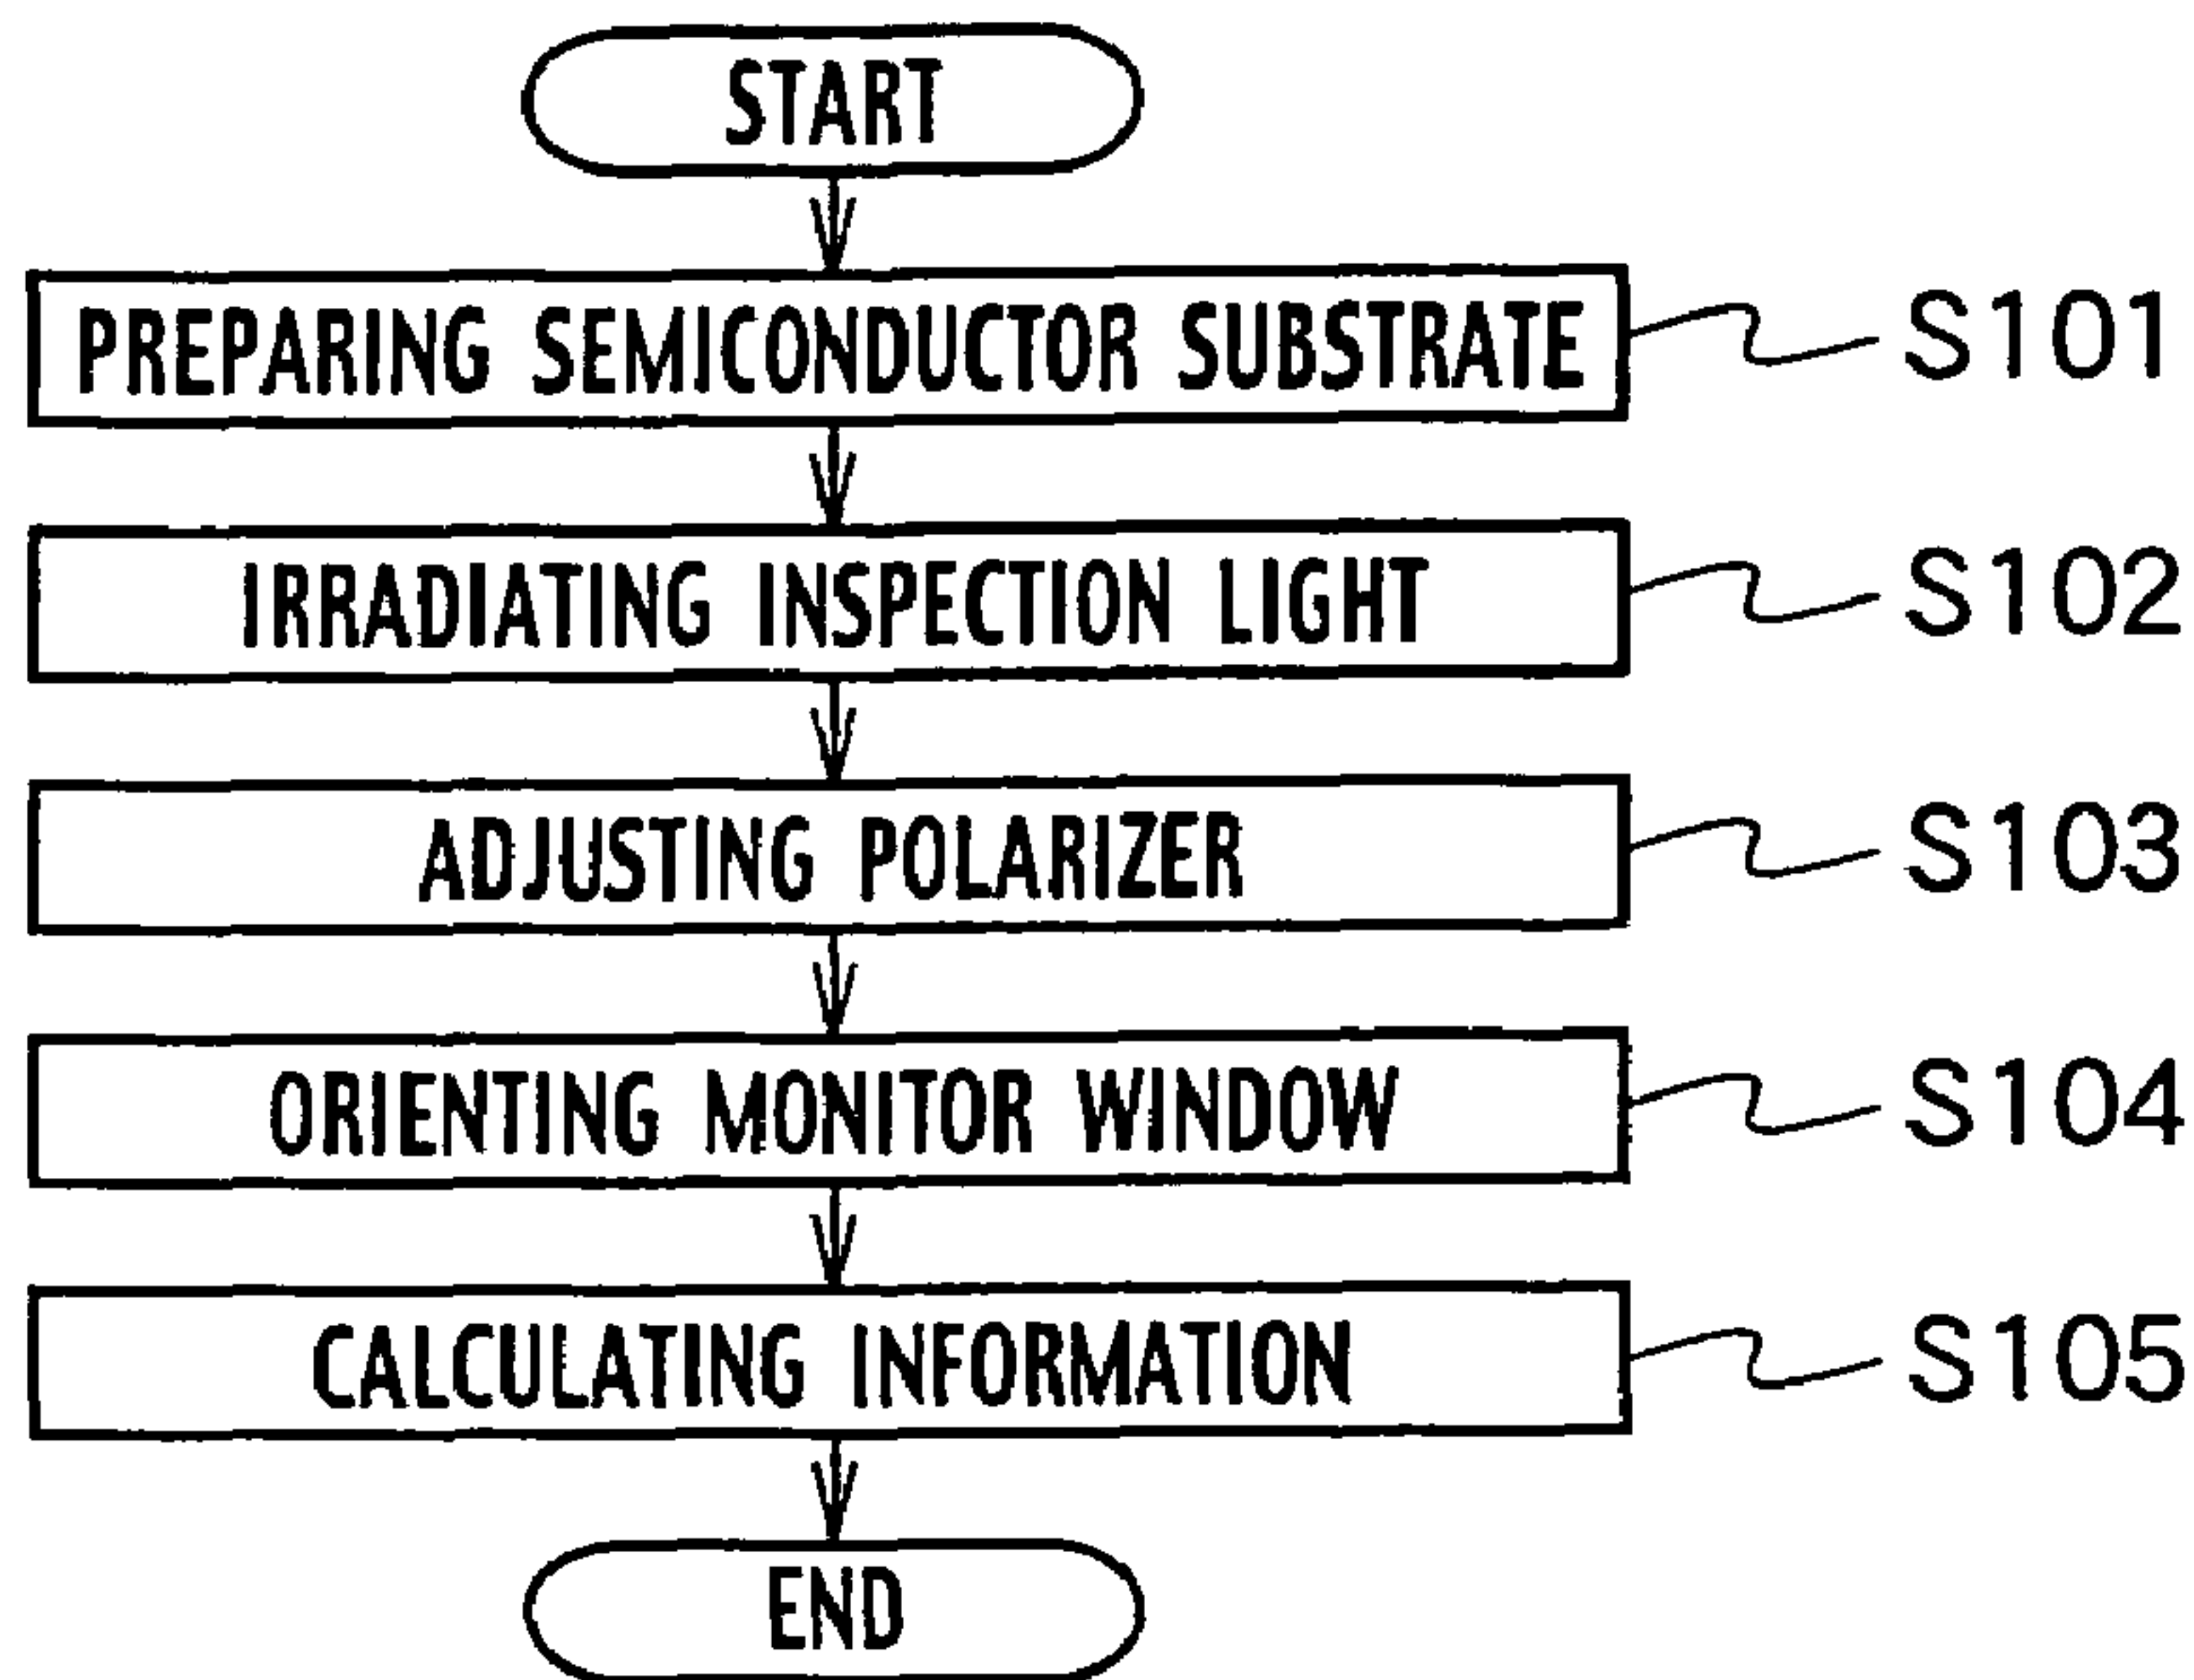 START
PREPARING SEMICONDUCTOR SUBSTRATE S101
IRRADIATING INSPECTION LIGHT S102
ADJUSTING POLARIZER S103
ORIENTING MONITOR WINDOW S104
CALCULATING INFORMATION S105
END